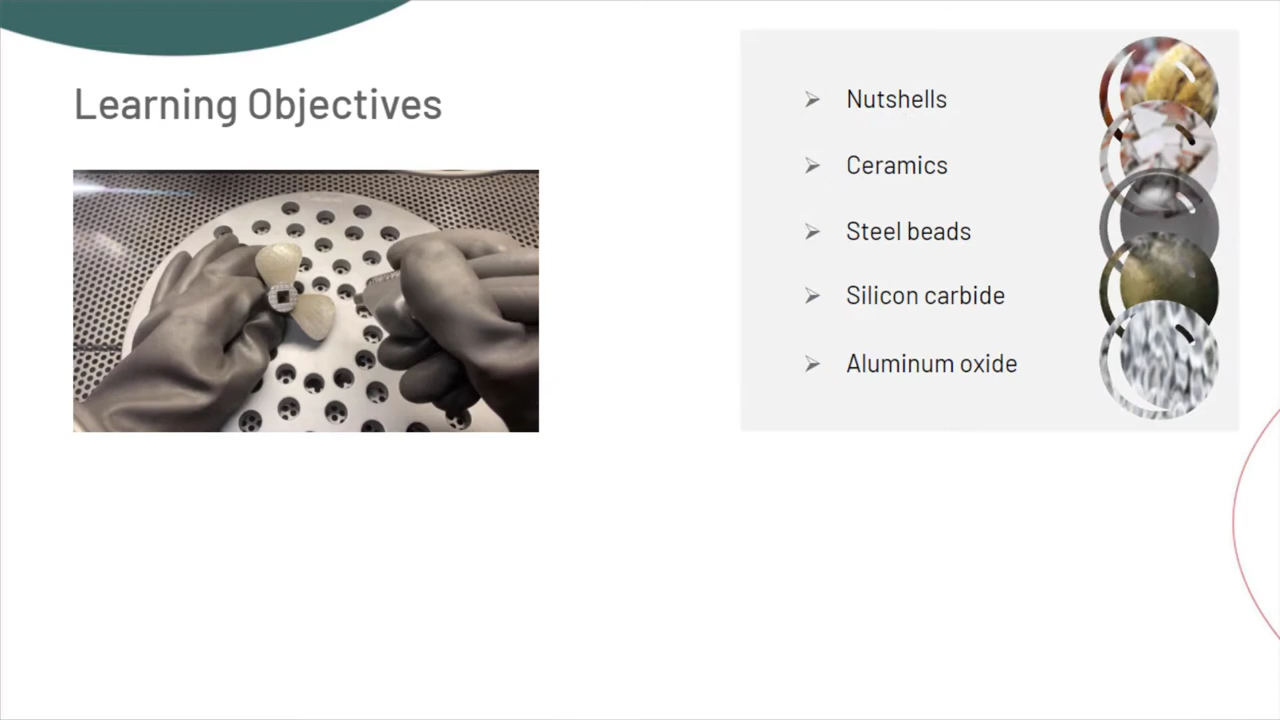 Learning Objectives
Nutshells
Ceramics
Steel beads
Silicon carbide
Aluminum oxide